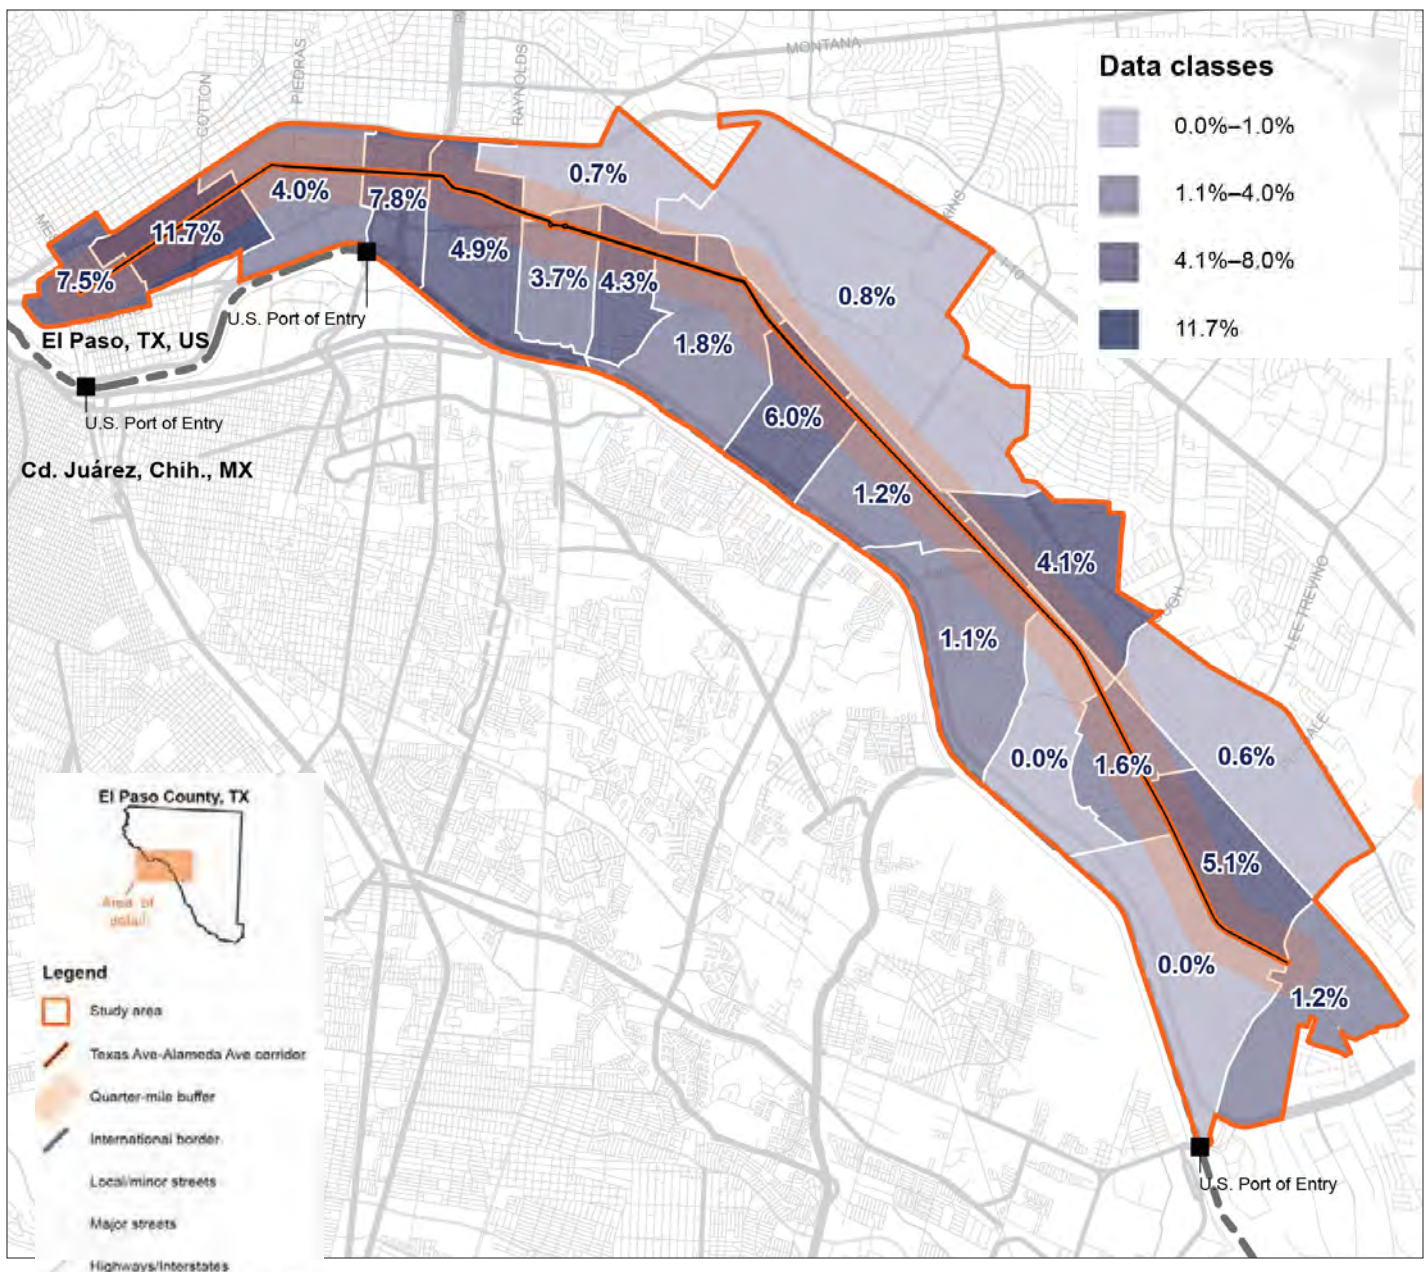 MONTANA
PIEDRAS
COTTON
RAYNOLDS
Data classes
0.0%–1.0%
1.1%–4.0%
4.1%–8.0%
11.7%
0.7%
4.0%
7.8%
11.7%
4.9%
3.7%
4.3%
0.8%
I-10
7.5%
U.S. Port of Entry
El Paso, TX, US
1.8%
6.0%
U.S. Port of Entry
Cd. Juárez, Chih., MX
1.2%
4.1%
LEE TREVINO
1.1%
0.0%
1.6%
0.6%
5.1%
0.0%
1.2%
U.S. Port of Entry
El Paso County, TX
Area of
detail
Legend
Study area
Texas Ave-Alameda Ave corridor
Quarter-mile buffer
International border
Local/minor streets
Major streets
Highways/Interstates